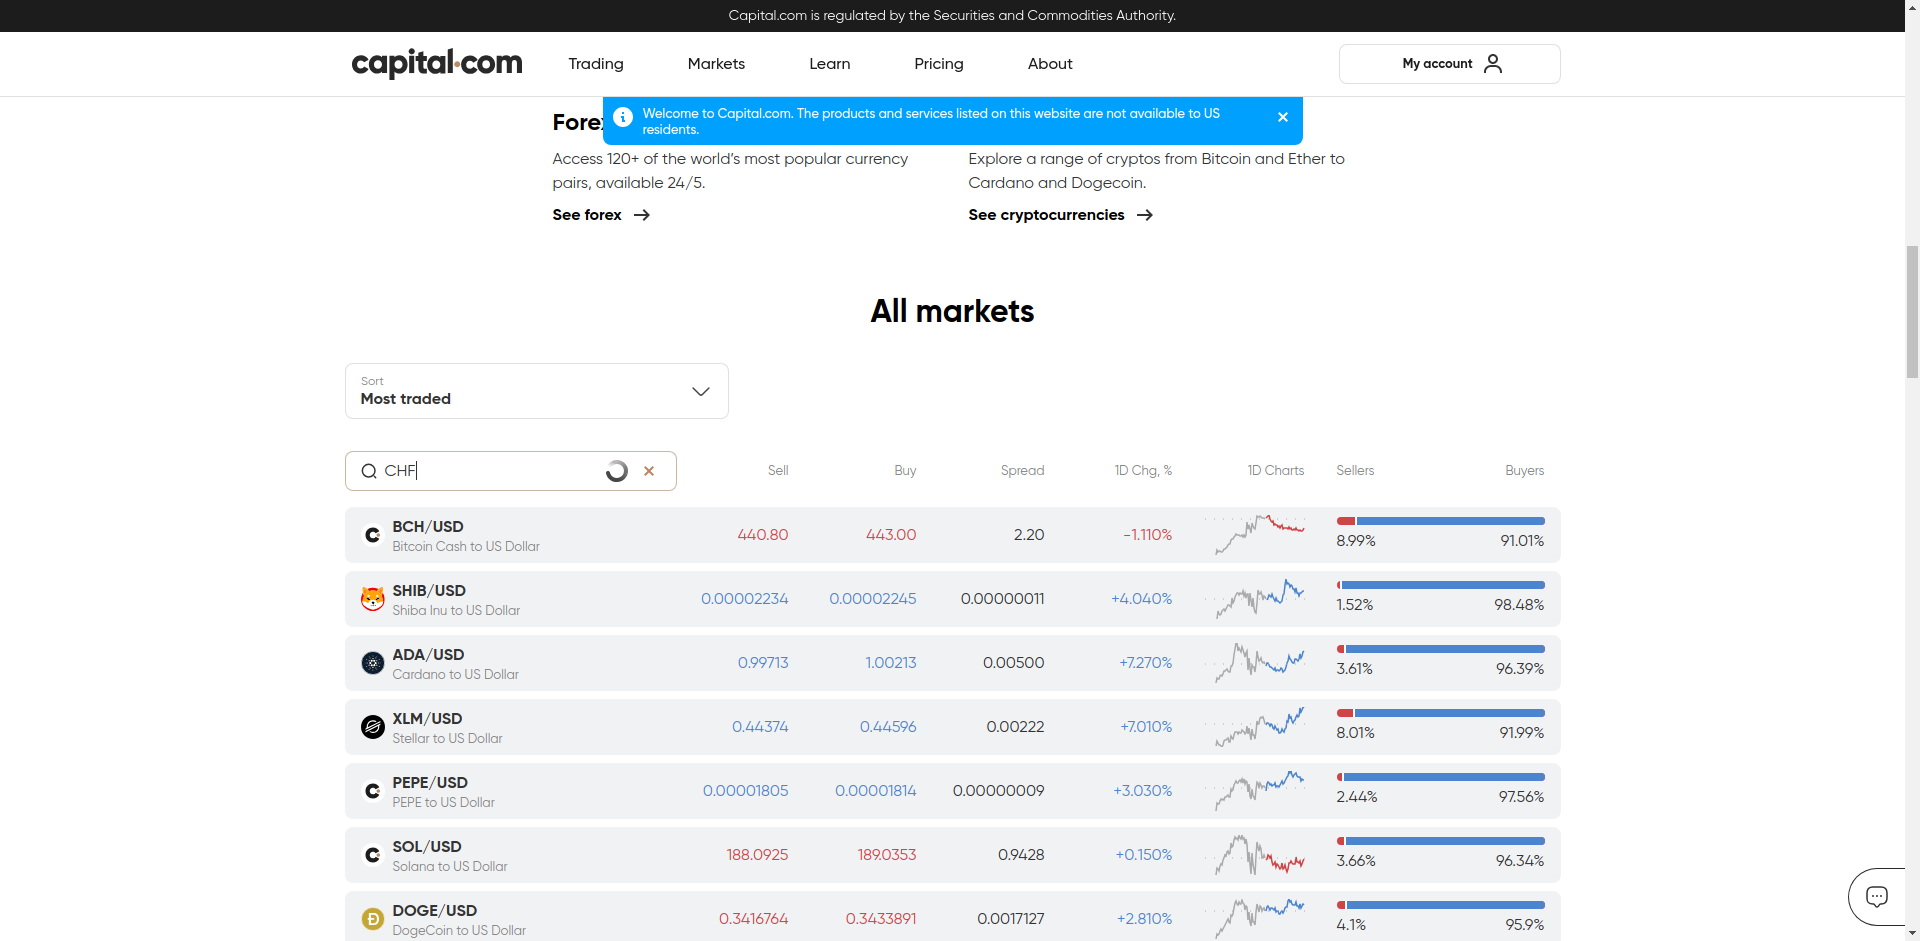 Capital.com is regulated by the Securities and Commodities Authority.
capital.com Trading Markets Learn Pricing About My account
Welcome to Capital.com. The products and services listed on this website are not available to US
residents.
Access 120+ of the world's most popular currency
pairs, available 24/5.
See forex
Explore a range of cryptos from Bitcoin and Ether to
Cardano and Dogecoin.
See cryptocurrencies
All markets
Sort
Most traded
CHF Sell Buy Spread 1D Chg, % 1D Charts Sellers Buyers
BCH/USD
Bitcoin Cash to US Dollar
440.80 443.00 2.20 -1.110% 8.99% 91.01%
SHIB/USD
Shiba Inu to US Dollar
0.00002234 0.00002245 0.00000011 +4.040% 1.52% 98.48%
ADA/USD
Cardano to US Dollar
0.99713 1.00213 0.00500 +7.270% 3.61% 96.39%
XLM/USD
Stellar to US Dollar
0.44374 0.44596 0.00222 +7.010% 8.01% 91.99%
PEPE/USD
PEPE to US Dollar
0.00001805 0.00001814 0.00000009 +3.030% 2.44% 97.56%
SOL/USD
Solana to US Dollar
188.0925 189.0353 0.9428 +0.150% 3.66% 96.34%
DOGE/USD
DogeCoin to US Dollar
0.3416764 0.3433891 0.0017127 +2.810% 4.1% 95.9%